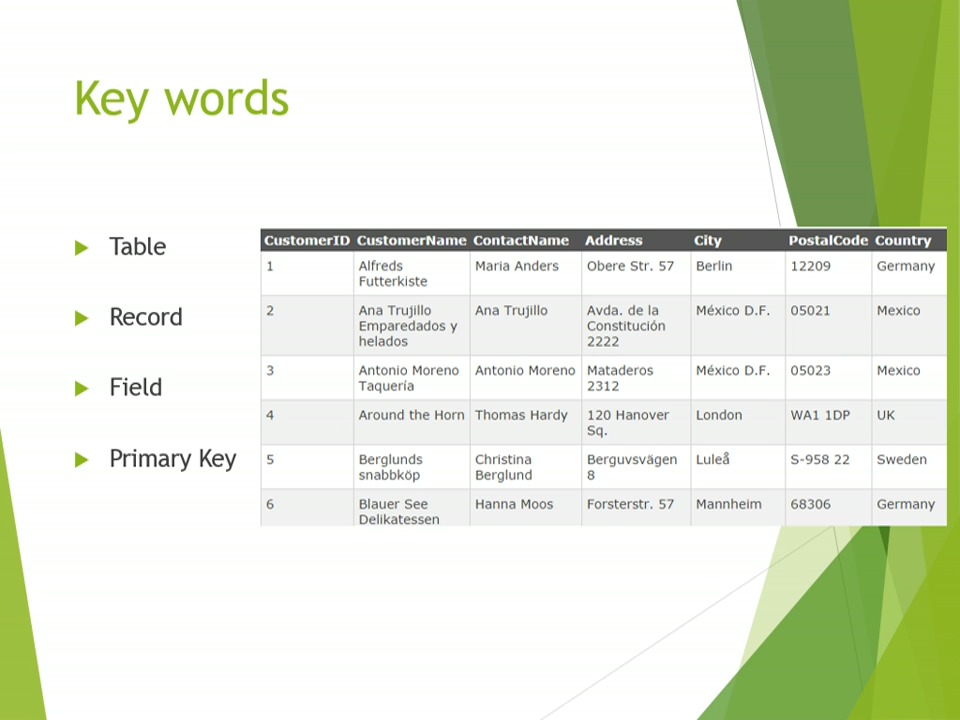 Key words
Table
Record
Field
Primary Key
CustomerID CustomerName ContactName Address City PostalCode Country
1 Alfreds Futterkiste Maria Anders Obere Str. 57 Berlin 12209 Germany
2 Ana Trujillo Emparedados y helados Ana Trujillo Avda. de la Constitución 2222 México D.F. 05021 Mexico
3 Antonio Moreno Taquería Antonio Moreno Mataderos 2312 México D.F. 05023 Mexico
4 Around the Horn Thomas Hardy 120 Hanover Sq. London WA1 1DP UK
5 Berglunds snabbköp Christina Berglund Berguvsvägen 8 Luleå S-958 22 Sweden
6 Blauer See Delikatessen Hanna Moos Forsterstr. 57 Mannheim 68306 Germany